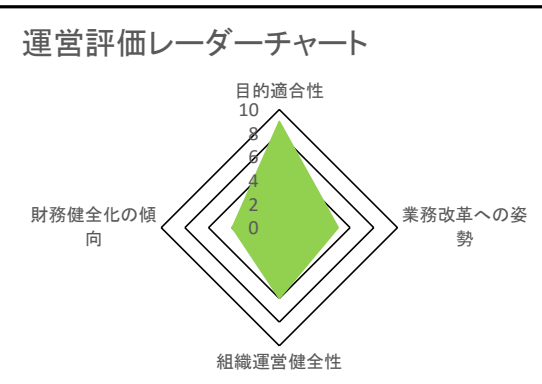 運営評価レーダーチャート
目的適合性
10
8
6
4
2
0
財務健全化の傾
向
業務改革への姿
勢
組織運営健全性